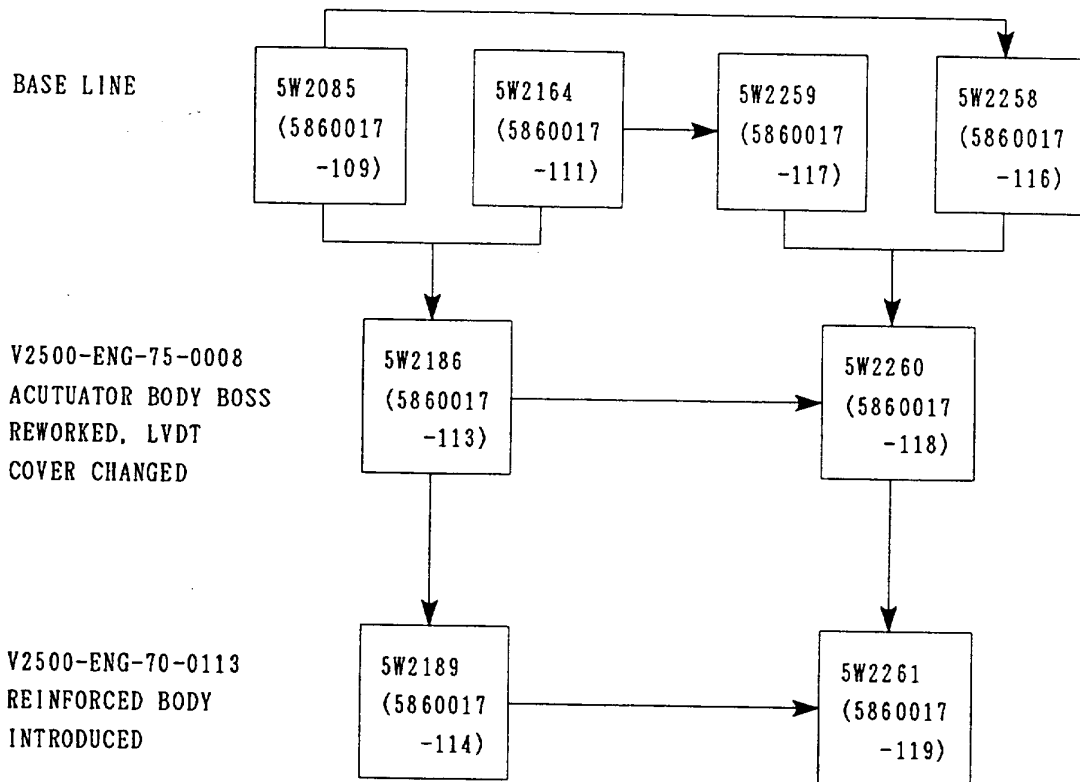 BASE LINE
5W2085
(5860017
-109)
5W2164
(5860017
-111)
5W2259
(5860017
-117)
5W2258
(5860017
-116)
V2500-ENG-75-0008
ACUTUATOR BODY BOSS
REWORKED, LVDT
COVER CHANGED
5W2186
(5860017
-113)
5W2260
(5860017
-118)
V2500-ENG-70-0113
REINFORCED BODY
INTRODUCED
5W2189
(5860017
-114)
5W2261
(5860017
-119)